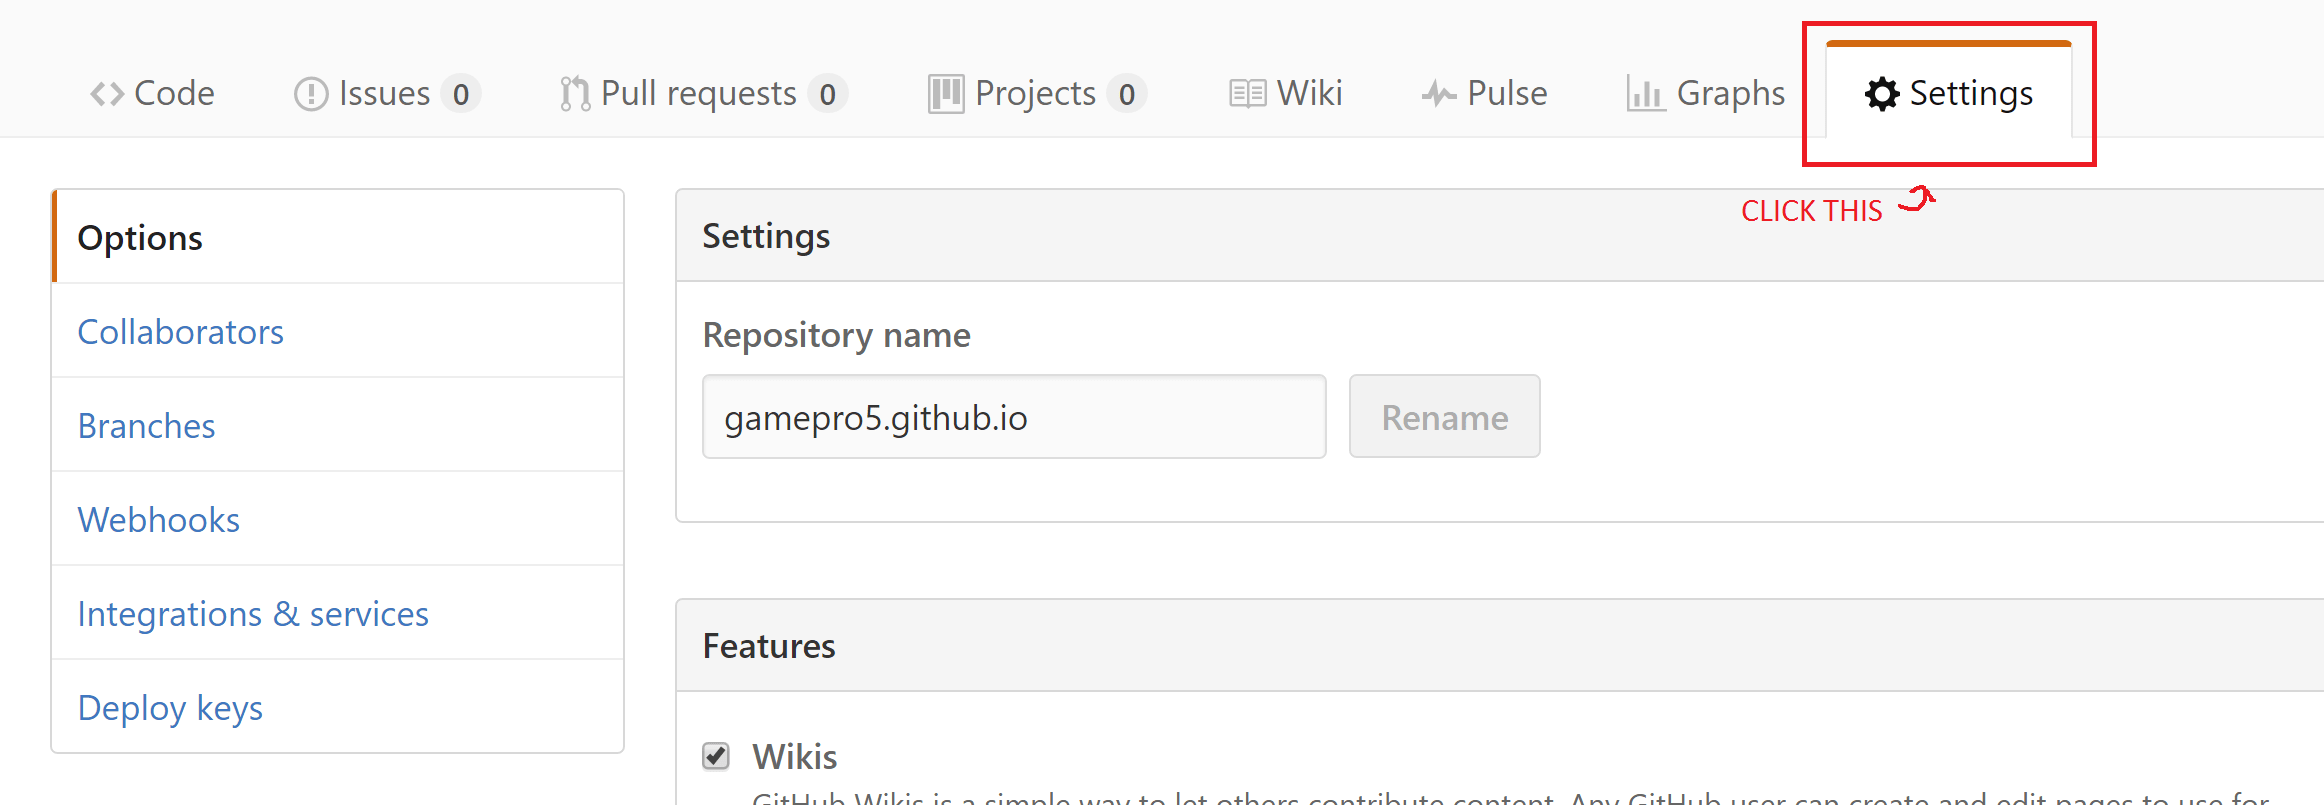 Code Issues 0 Pull requests 0 Projects 0 Wiki Pulse Graphs Settings
CLICK THIS
Options
Collaborators
Branches
Webhooks
Integrations & services
Deploy keys
Settings
Repository name
gamepro5.github.io Rename
Features
Wikis
GitHub Wikis is a simple way to let others contribute content. Any GitHub user can create and edit pages to use for